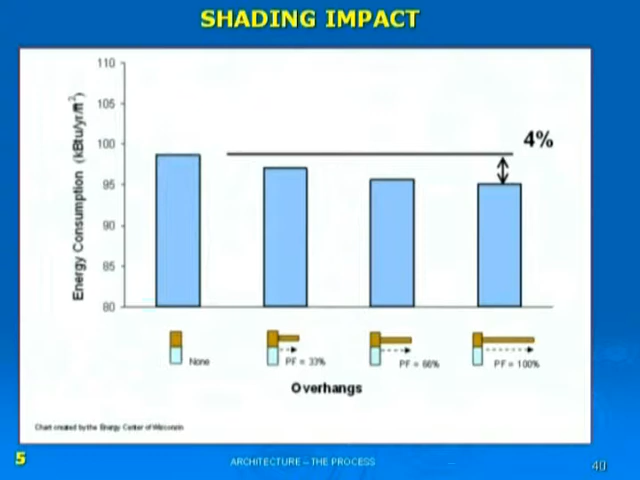 SHADING IMPACT
110
105
100
95
90
85
80
Energy Consumption (kBtu/yr/ft²)
4%
None
PF = 33%
PF = 66%
PF = 100%
Overhangs
Chart created by the Energy Center of Wisconsin
5
ARCHITECTURE – THE PROCESS
40